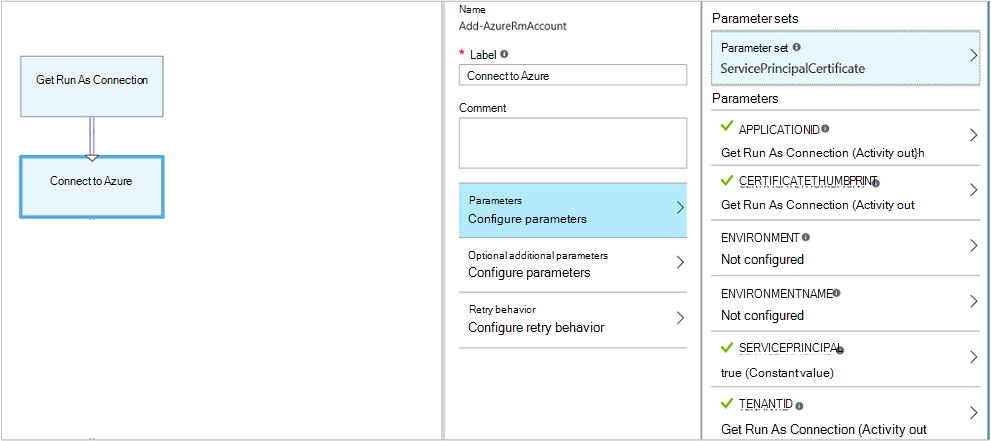 Get Run As Connection
Connect to Azure
Name
Add-AzureRmAccount
* Label
Connect to Azure
Comment
Parameters
Configure parameters
Optional additional parameters
Configure parameters
Retry behavior
Configure retry behavior
Parameter sets
Parameter set
ServicePrincipalCertificate
Parameters
APPLICATIONID
Get Run As Connection (Activity out}h
CERTIFICATETHUMBPRINT
Get Run As Connection (Activity out
ENVIRONMENT
Not configured
ENVIRONMENTNAME
Not configured
SERVICEPRINCIPAL
true (Constant value)
TENANTID
Get Run As Connection (Activity out